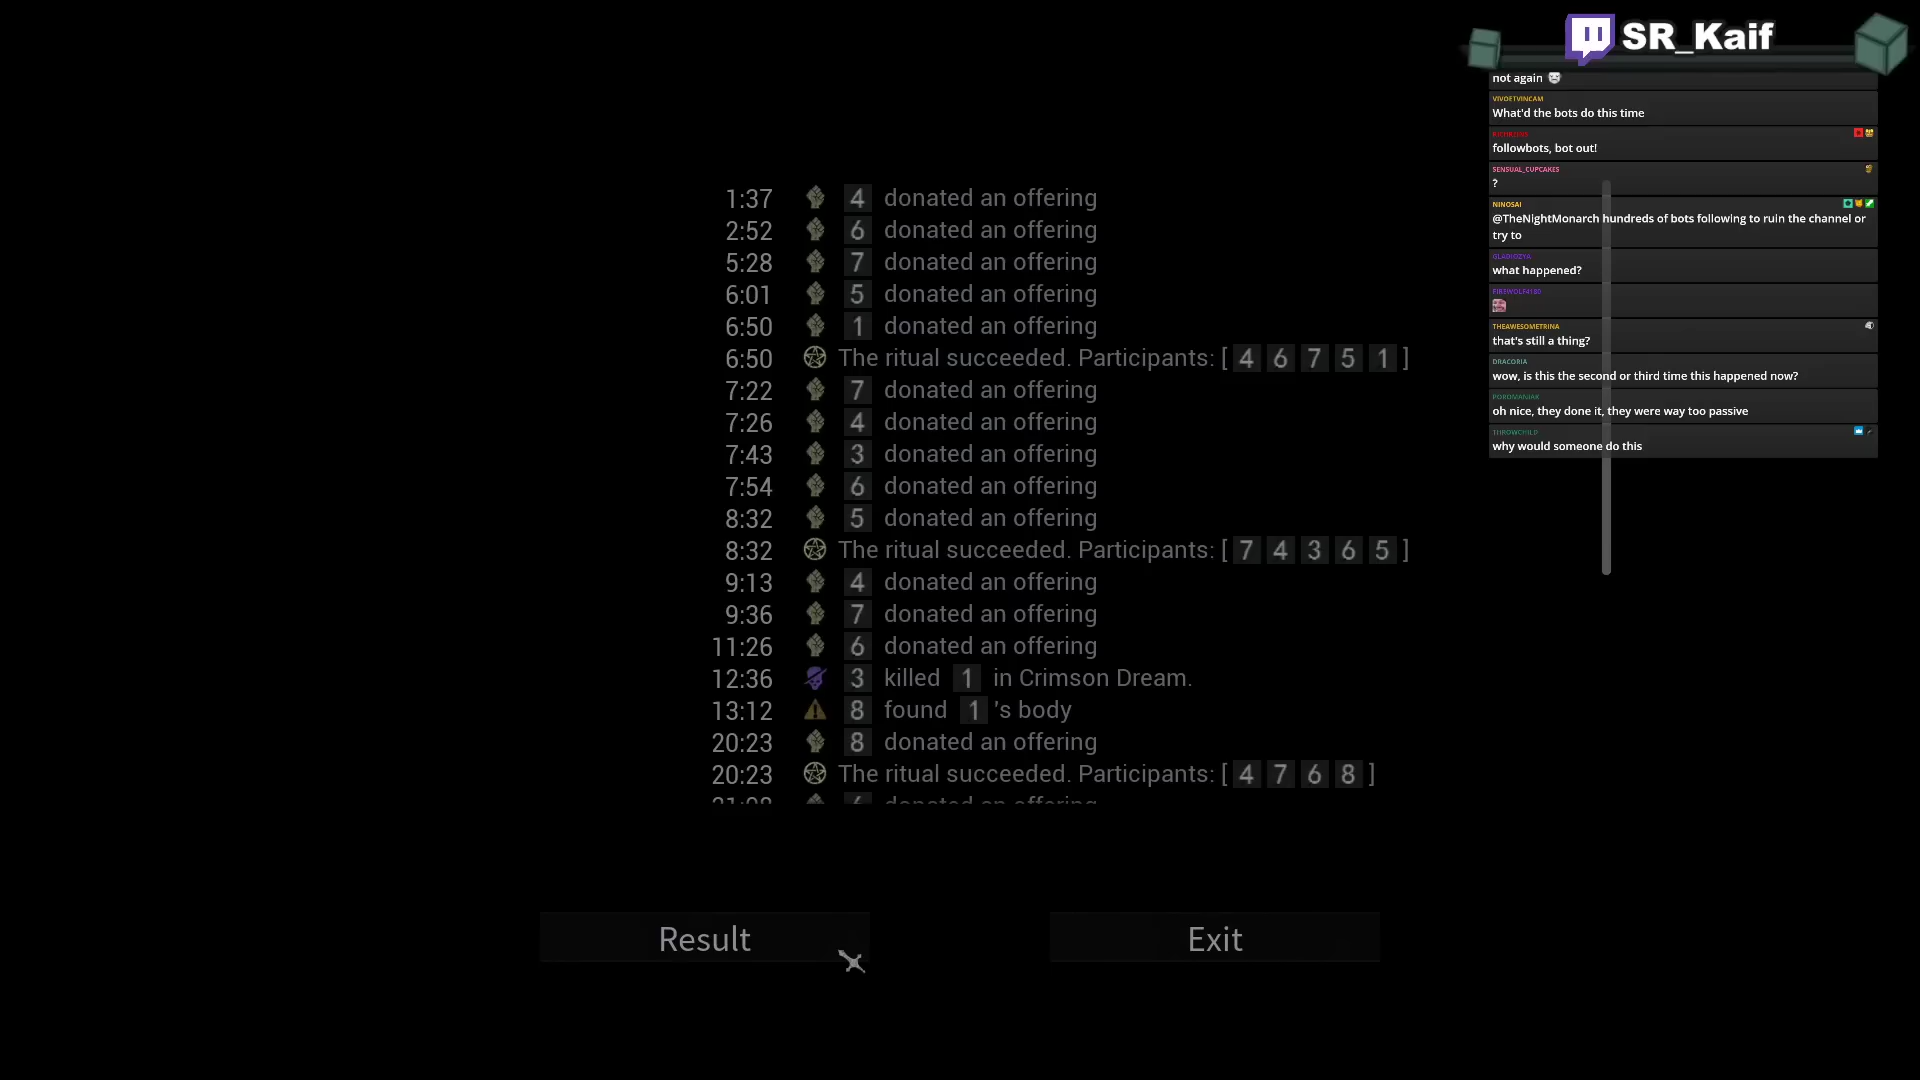 SR_Kaif
not again
VIVOETVINCAM
What'd the bots do this time
followbots, bot out!
SENSUAL_CUPCAKES
?
NINOSAI
@TheNightMonarch hundreds of bots following to ruin the channel or
try to
GLADIOZYA
what happened?
THEAWESOMETRINA
that's still a thing?
DRACORIA
wow, is this the second or third time this happened now?
POROMANIAK
oh nice, they done it, they were way too passive
THROWCHILD
why would someone do this
1:37 4 donated an offering
2:52 6 donated an offering
5:28 7 donated an offering
6:01 5 donated an offering
6:50 1 donated an offering
6:50 The ritual succeeded. Participants: [ 4 6 7 5 1 ]
7:22 7 donated an offering
7:26 4 donated an offering
7:43 3 donated an offering
7:54 6 donated an offering
8:32 5 donated an offering
8:32 The ritual succeeded. Participants: [ 7 4 3 6 5 ]
9:13 4 donated an offering
9:36 7 donated an offering
11:26 6 donated an offering
12:36 3 killed 1 in Crimson Dream.
13:12 8 found 1 's body
20:23 8 donated an offering
20:23 The ritual succeeded. Participants: [ 4 7 6 8 ]
Result
Exit